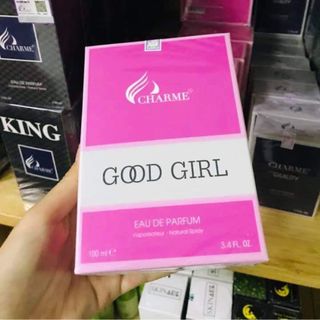 CHARME
EAU DE PARFUM
KING
CHARME
GOOD GIRL
EAU DE PARFUM
vaporisateur / Natural Spray
100 ml ℮
3.4 FL. OZ.
CHARME